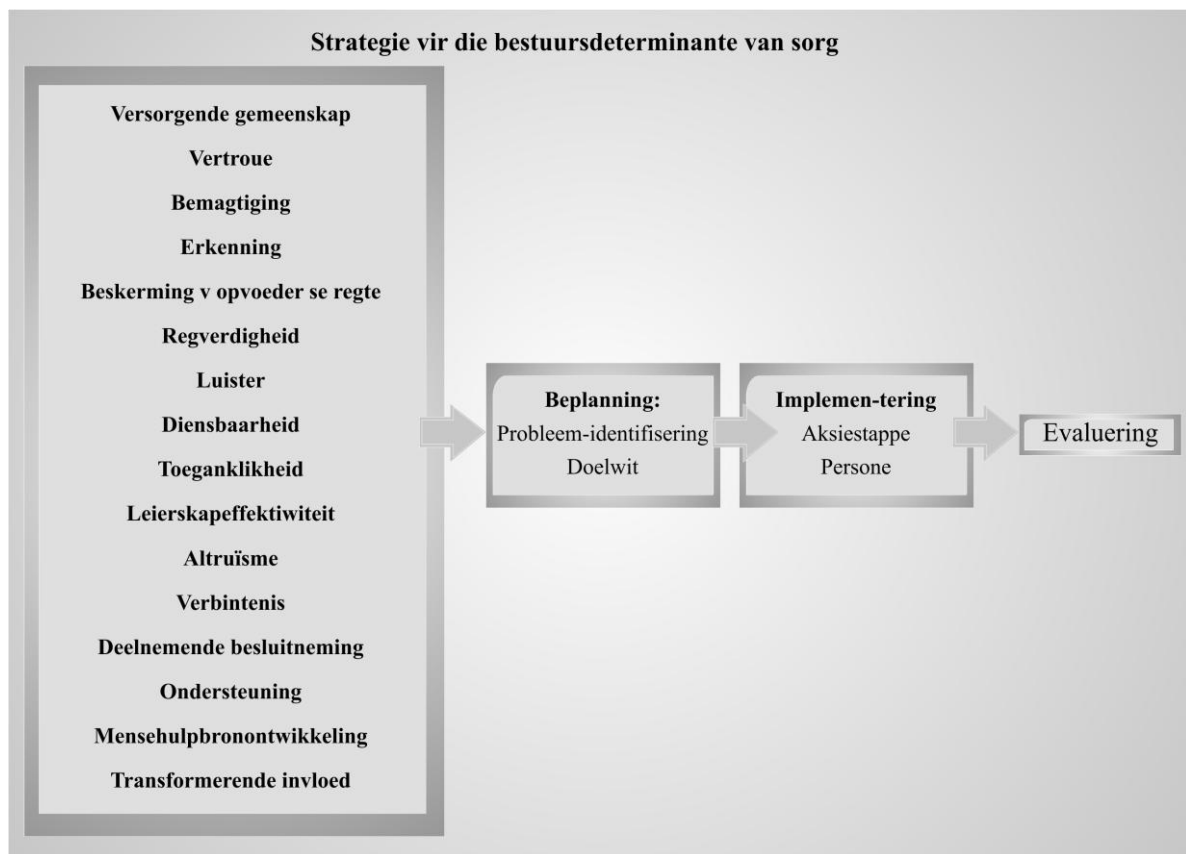 Strategie vir die bestuursdeterminante van sorg
Versorgende gemeenskap
Vertroue
Bemagtiging
Erkenning
Beskerming v opvoeder se regte
Regverdigheid
Luister
Diensbaarheid
Toeganklikheid
Leierskapeffektiwiteit
Altruïsme
Verbintenis
Deelnemende besluitneming
Ondersteuning
Mensehulpbronontwikkeling
Transformerende invloed
Beplanning:
Probleem-identifisering
Doelwit
Implemen-tering
Aksiestappe
Persone
Evaluering